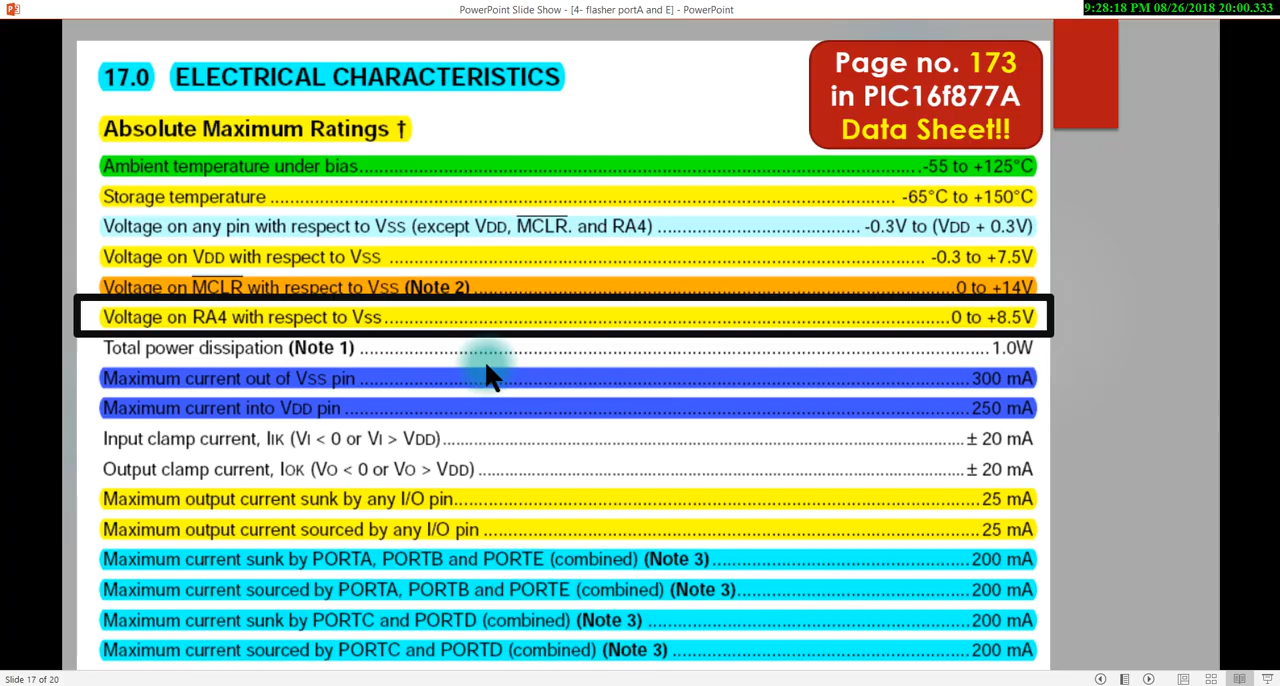 PowerPoint Slide Show - [4- flasher portA and E] - PowerPoint
9:28:18 PM 08/26/2018 20:00.333
17.0 ELECTRICAL CHARACTERISTICS
Page no. 173
in PIC16f877A
Data Sheet!!
Absolute Maximum Ratings †
Ambient temperature under bias.................................................-55 to +125°C
Storage temperature ................................................. -65°C to +150°C
Voltage on any pin with respect to VSS (except VDD, MCLR. and RA4) ................................. -0.3V to (VDD + 0.3V)
Voltage on VDD with respect to VSS ................................................. -0.3 to +7.5V
Voltage on MCLR with respect to VSS (Note 2).................................................0 to +14V
Voltage on RA4 with respect to Vss.................................................0 to +8.5V
Total power dissipation (Note 1) .................................................1.0W
Maximum current out of VSS pin .................................................300 mA
Maximum current into VDD pin .................................................250 mA
Input clamp current, IIK (VI < 0 or VI > VDD).................................................± 20 mA
Output clamp current, IOK (VO < 0 or VO > VDD) .................................................± 20 mA
Maximum output current sunk by any I/O pin.................................................25 mA
Maximum output current sourced by any I/O pin .................................................25 mA
Maximum current sunk by PORTA, PORTB and PORTE (combined) (Note 3).................................200 mA
Maximum current sourced by PORTA, PORTB and PORTE (combined) (Note 3).................................200 mA
Maximum current sunk by PORTC and PORTD (combined) (Note 3) .................................200 mA
Maximum current sourced by PORTC and PORTD (combined) (Note 3) .................................200 mA
Slide 17 of 20